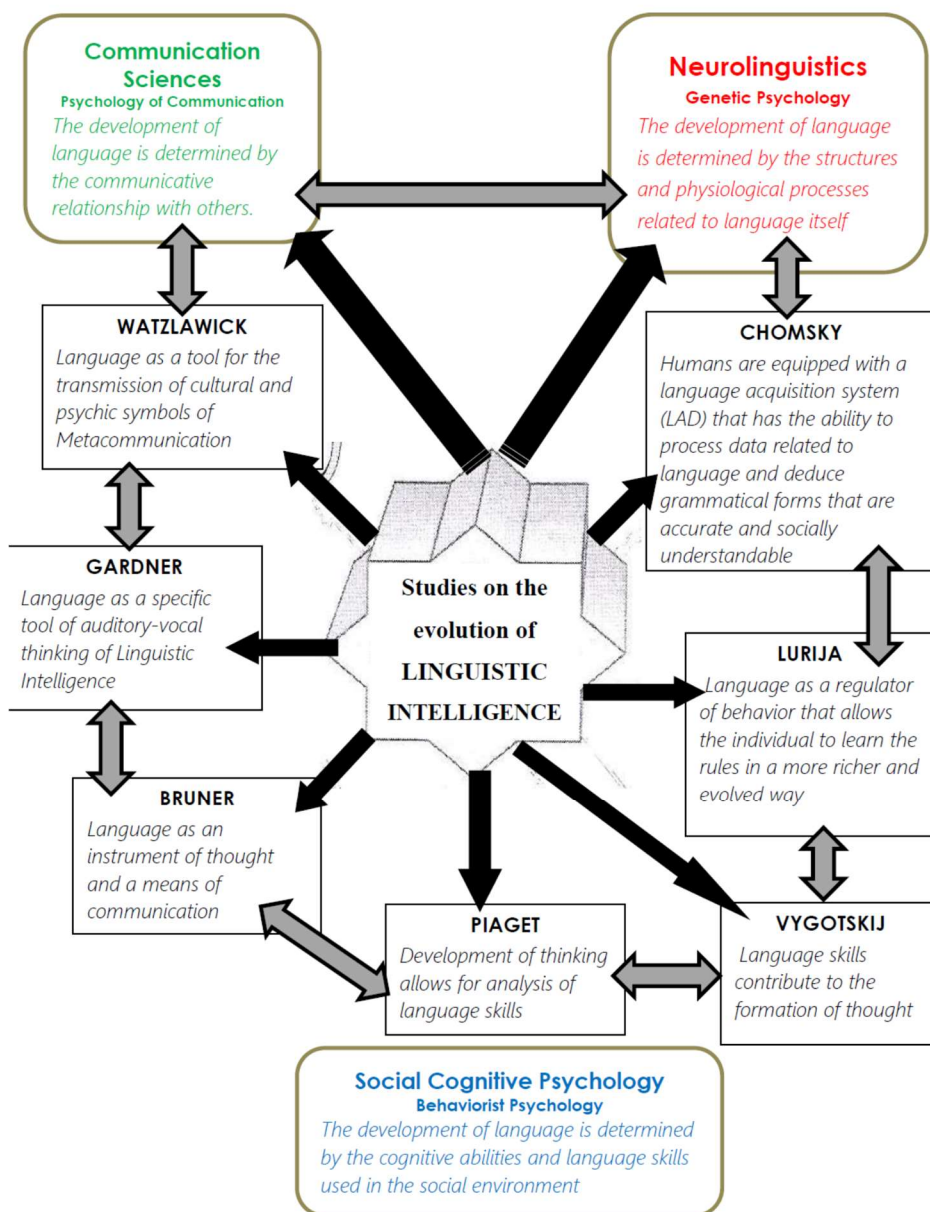 Communication
Sciences
Psychology of Communication
The development of
language is determined by
the communicative
relationship with others.
Neurolinguistics
Genetic Psychology
The development of language
is determined by the structures
and physiological processes
related to language itself
WATZLAWICK
Language as a tool for the
transmission of cultural and
psychic symbols of
Metacommunication
CHOMSKY
Humans are equipped with a
language acquisition system
(LAD) that has the ability to
process data related to
language and deduce
grammatical forms that are
accurate and socially
understandable
GARDNER
Language as a specific
tool of auditory-vocal
thinking of Linguistic
Intelligence
Studies on the
evolution of
LINGUISTIC
INTELLIGENCE
LURIJA
Language as a regulator
of behavior that allows
the individual to learn the
rules in a more richer and
evolved way
BRUNER
Language as an
instrument of thought
and a means of
communication
PIAGET
Development of thinking
allows for analysis of
language skills
VYGOTSKIJ
Language skills
contribute to the
formation of thought
Social Cognitive Psychology
Behaviorist Psychology
The development of language is determined
by the cognitive abilities and language skills
used in the social environment